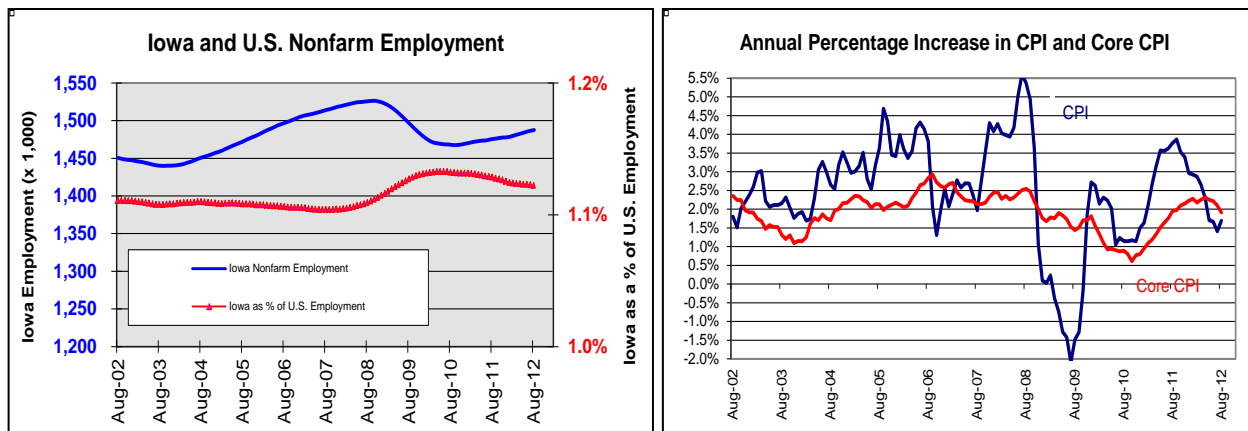 Iowa and U.S. Nonfarm Employment
Iowa Employment (x 1,000)
1,550
1,500
1,450
1,400
1,350
1,300
1,250
1,200
Iowa Nonfarm Employment
Iowa as % of U.S. Employment
1.2%
1.1%
1.0%
Iowa as a % of U.S. Employment
Aug-02
Aug-03
Aug-04
Aug-05
Aug-06
Aug-07
Aug-08
Aug-09
Aug-10
Aug-11
Aug-12
Annual Percentage Increase in CPI and Core CPI
5.5%
5.0%
4.5%
4.0%
3.5%
3.0%
2.5%
2.0%
1.5%
1.0%
0.5%
0.0%
-0.5%
-1.0%
-1.5%
-2.0%
CPI
Core CPI
Aug-02
Aug-03
Aug-04
Aug-05
Aug-06
Aug-07
Aug-08
Aug-09
Aug-10
Aug-11
Aug-12